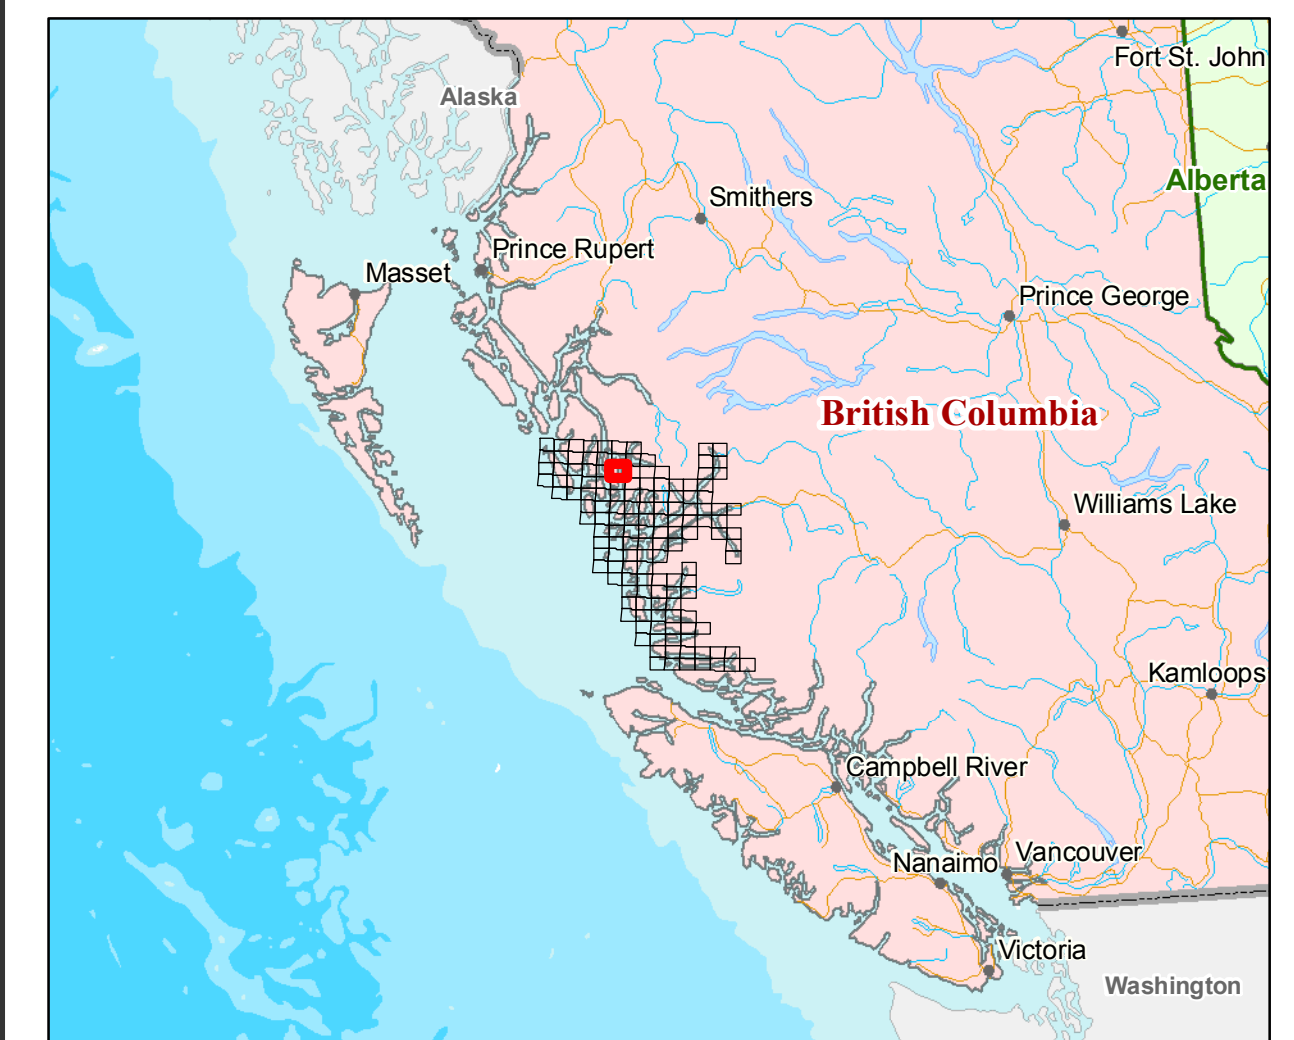 Fort St. John
Alaska
Alberta
Smithers
Prince Rupert
Masset
Prince George
British Columbia
Williams Lake
Kamloops
Campbell River
Vancouver
Nanaimo
Victoria
Washington